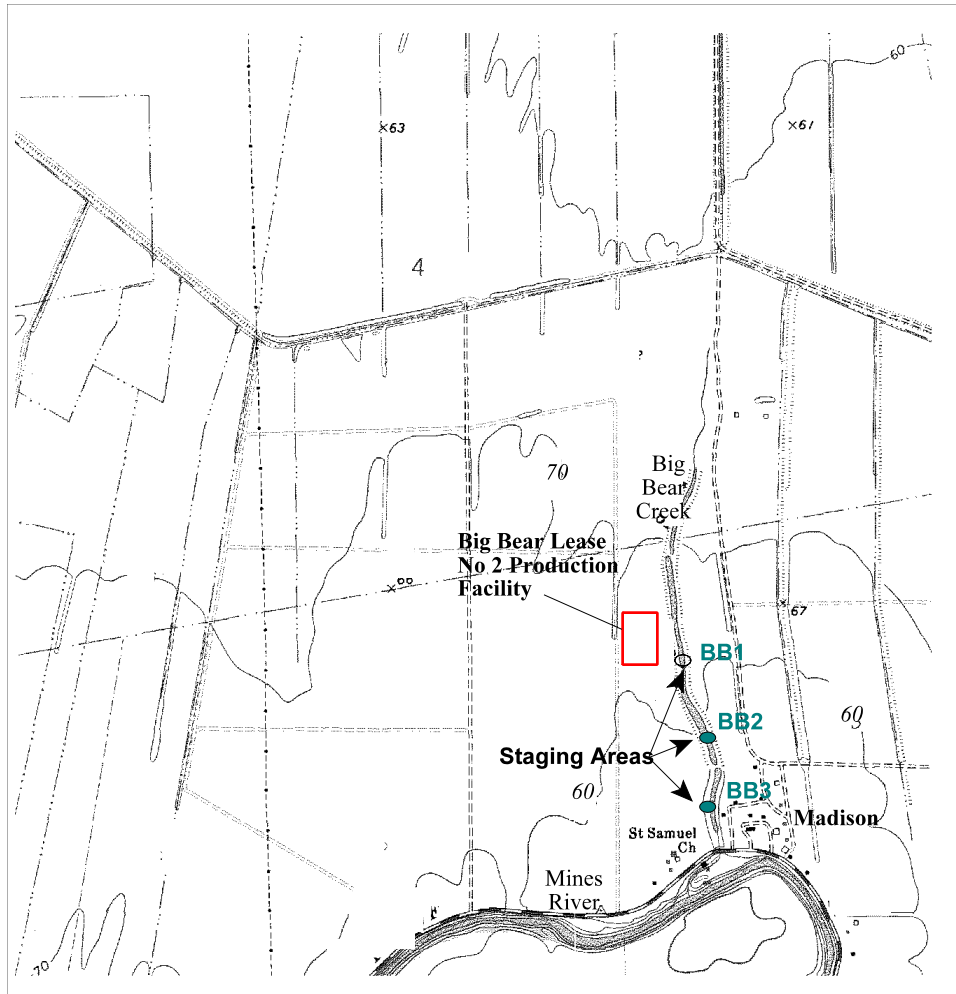 60
63
61
4
70
Big
Bear
Creek
Big Bear Lease
No 2 Production
Facility
67
BB1
BB2
60
Staging Areas
60
BB3
Madison
St Samuel
Ch
Mines
River
70